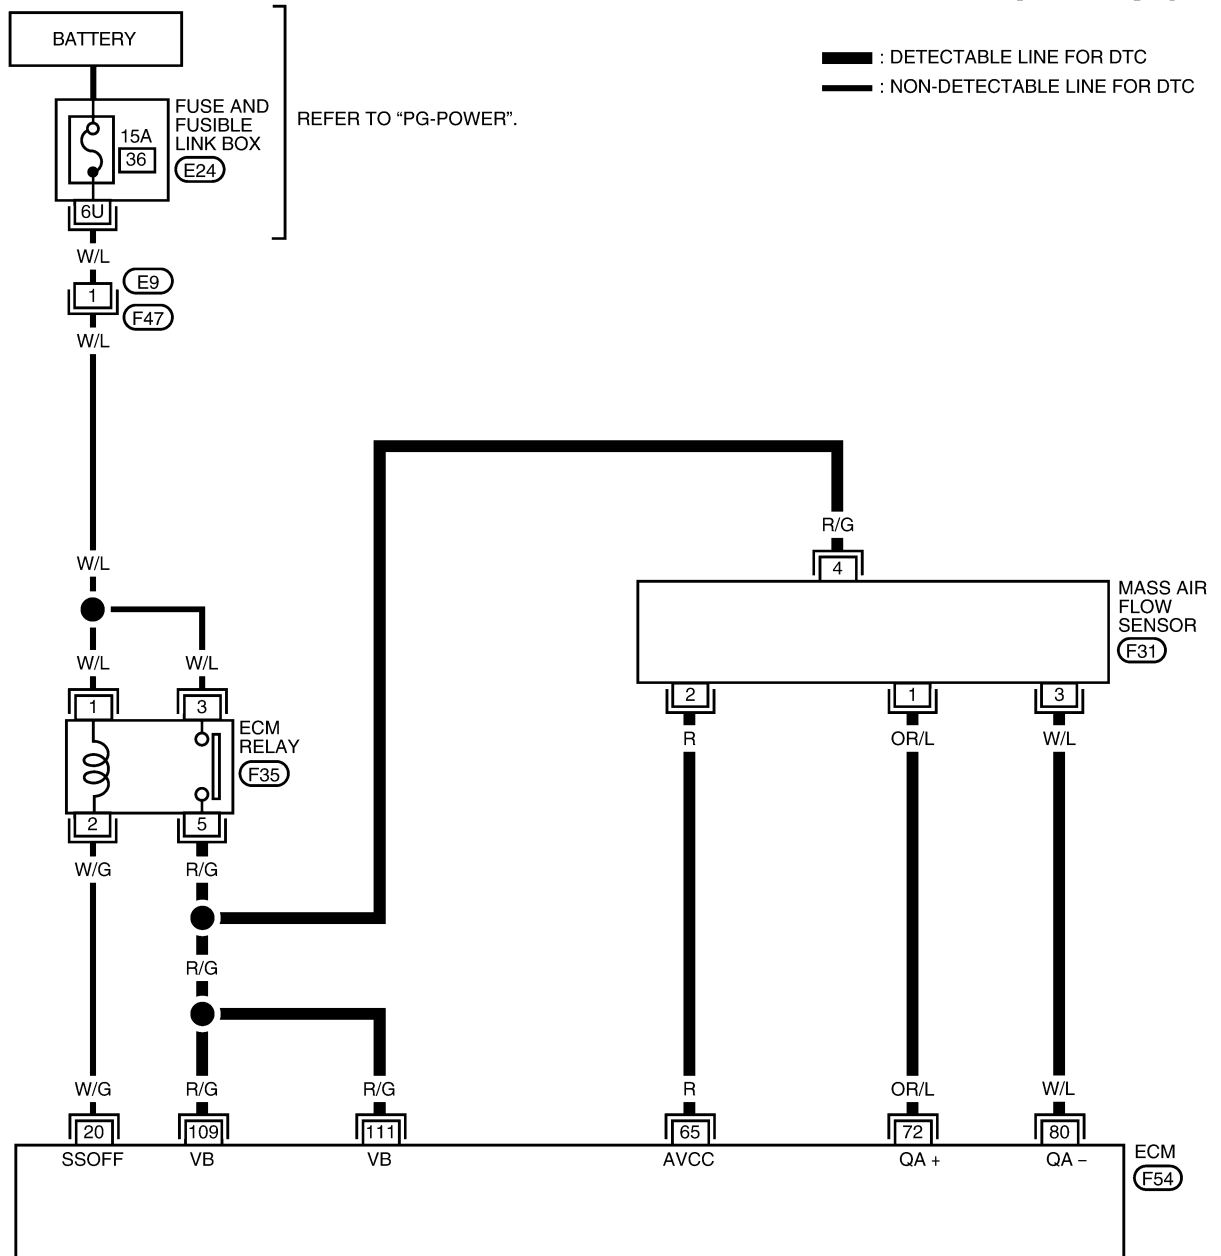 BATTERY
: DETECTABLE LINE FOR DTC
: NON-DETECTABLE LINE FOR DTC
FUSE AND
FUSIBLE
LINK BOX
E24
15A
36
REFER TO “PG-POWER”.
6U
W/L
E9
1
F47
W/L
R/G
4
W/L
MASS AIR
FLOW
SENSOR
F31
W/L
W/L
2
1
3
1
3
ECM
RELAY
F35
R
OR/L
W/L
2
5
W/G
R/G
R/G
W/G
R/G
R/G
R
OR/L
W/L
20
109
111
65
72
80
SSOFF
VB
VB
AVCC
QA +
QA –
ECM
F54